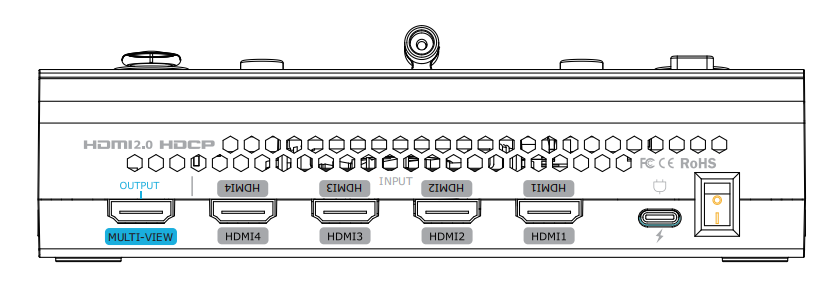 HDMI2.0 HDCP
FC CE RoHS
OUTPUT
INPUT
HDMI4 HDMI3 HDMI2 HDMI1
MULTI-VIEW HDMI4 HDMI3 HDMI2 HDMI1